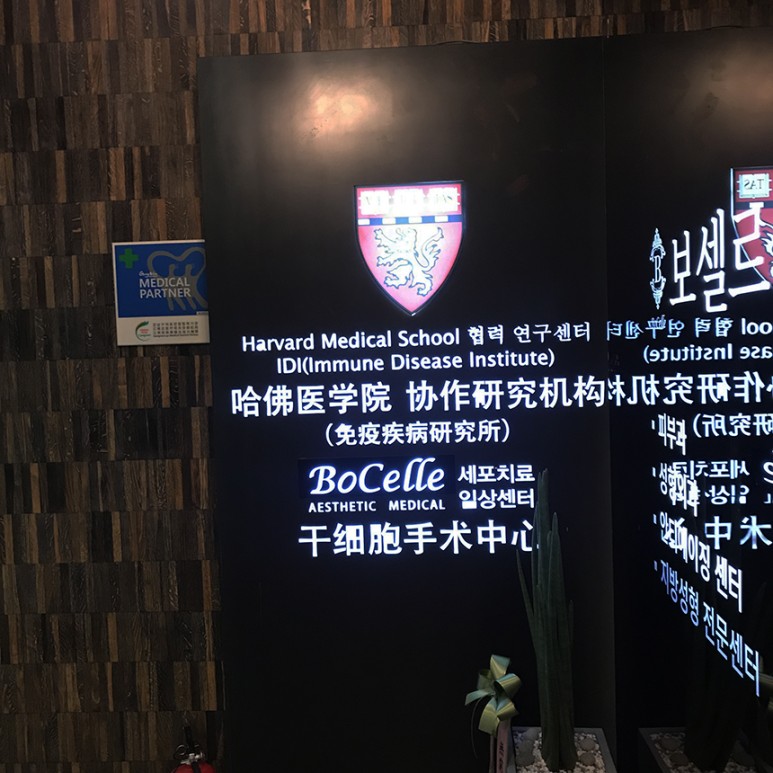 MEDICAL
PARTNER
Harvard Medical School 협력 연구센터
IDI(Immune Disease Institute)
哈佛医学院 协作研究机构
(免疫疾病研究所)
BoCelle 세포치료
AESTHETIC MEDICAL 일상센터
干细胞手术中心
보셀르
피부과
성형외과
안티에이징 센터
지방성형 전문센터